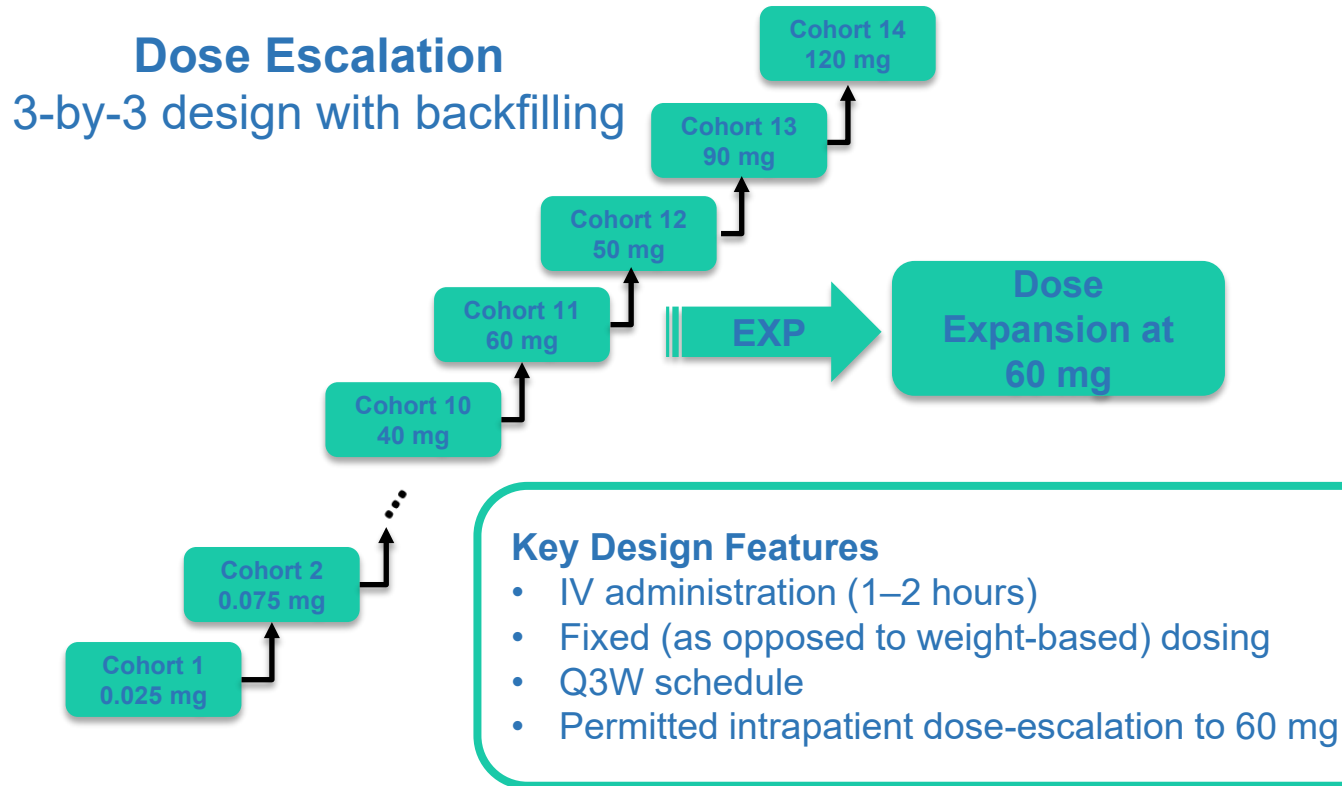 Dose Escalation
3-by-3 design with backfilling
Cohort 14
120 mg
Cohort 13
90 mg
Cohort 12
50 mg
Cohort 11
60 mg
EXP
Dose
Expansion at
60 mg
Cohort 10
40 mg
Cohort 2
0.075 mg
Cohort 1
0.025 mg
Key Design Features
• IV administration (1–2 hours)
• Fixed (as opposed to weight-based) dosing
• Q3W schedule
• Permitted intrapatient dose-escalation to 60 mg